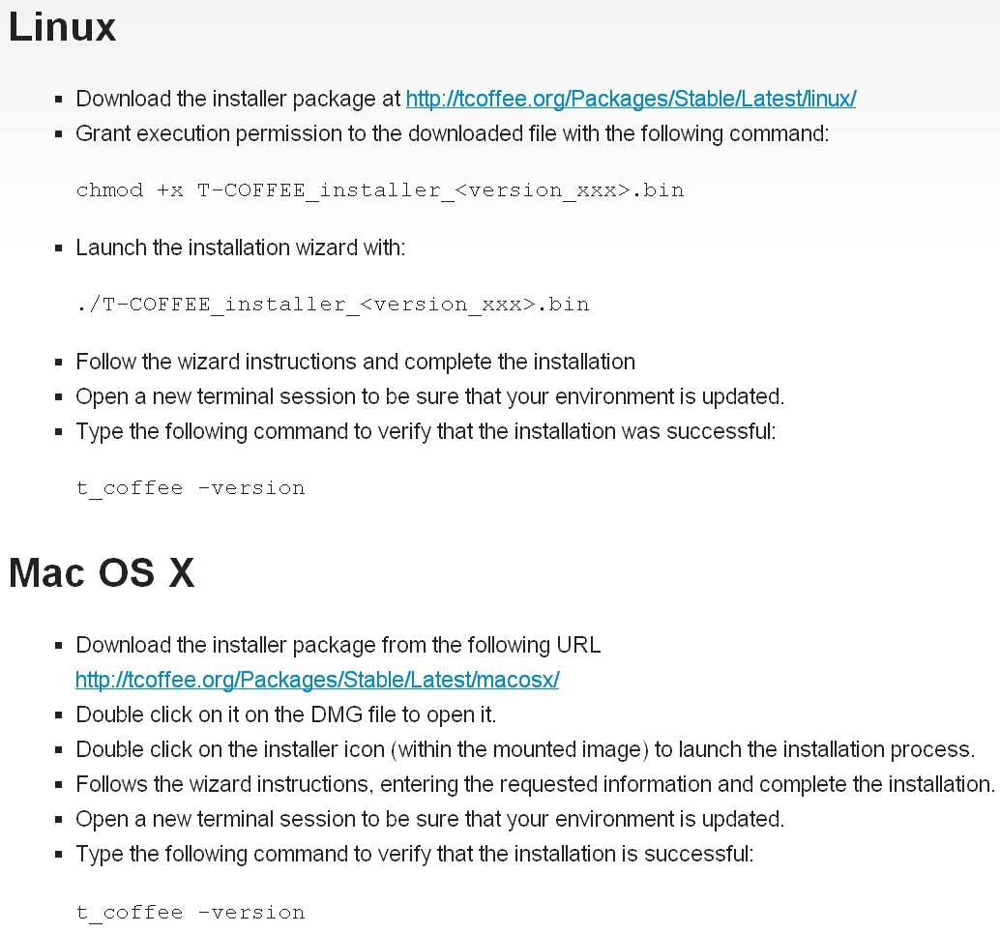 Linux
▪ Download the installer package at http://tcoffee.org/Packages/Stable/Latest/linux/
▪ Grant execution permission to the downloaded file with the following command:
chmod +x T-COFFEE_installer_<version_xxx>.bin
▪ Launch the installation wizard with:
./T-COFFEE_installer_<version_xxx>.bin
▪ Follow the wizard instructions and complete the installation
▪ Open a new terminal session to be sure that your environment is updated.
▪ Type the following command to verify that the installation was successful:
t_coffee -version
Mac OS X
▪ Download the installer package from the following URL
http://tcoffee.org/Packages/Stable/Latest/macosx/
▪ Double click on it on the DMG file to open it.
▪ Double click on the installer icon (within the mounted image) to launch the installation process.
▪ Follows the wizard instructions, entering the requested information and complete the installation.
▪ Open a new terminal session to be sure that your environment is updated.
▪ Type the following command to verify that the installation is successful:
t_coffee -version